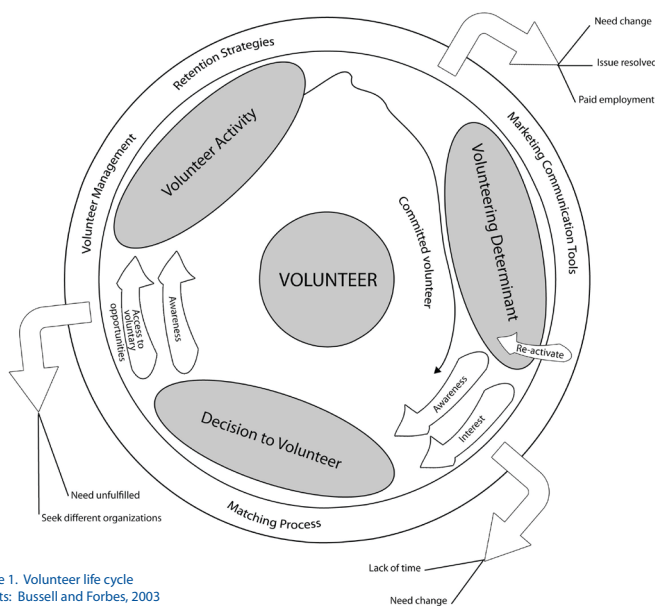 Need change
Issue resolved
Paid employment
Retention Strategies
Volunteer Management
Marketing Communication Tools
Volunteer Activity
Volunteering Determinant
Committed volunteer
VOLUNTEER
Access to
voluntary
opportunities
Awareness
Re-activate
Awareness
Interest
Decision to Volunteer
Matching Process
Need unfulfilled
Seek different organizations
Lack of time
Need change
e 1. Volunteer life cycle
ts: Bussell and Forbes, 2003